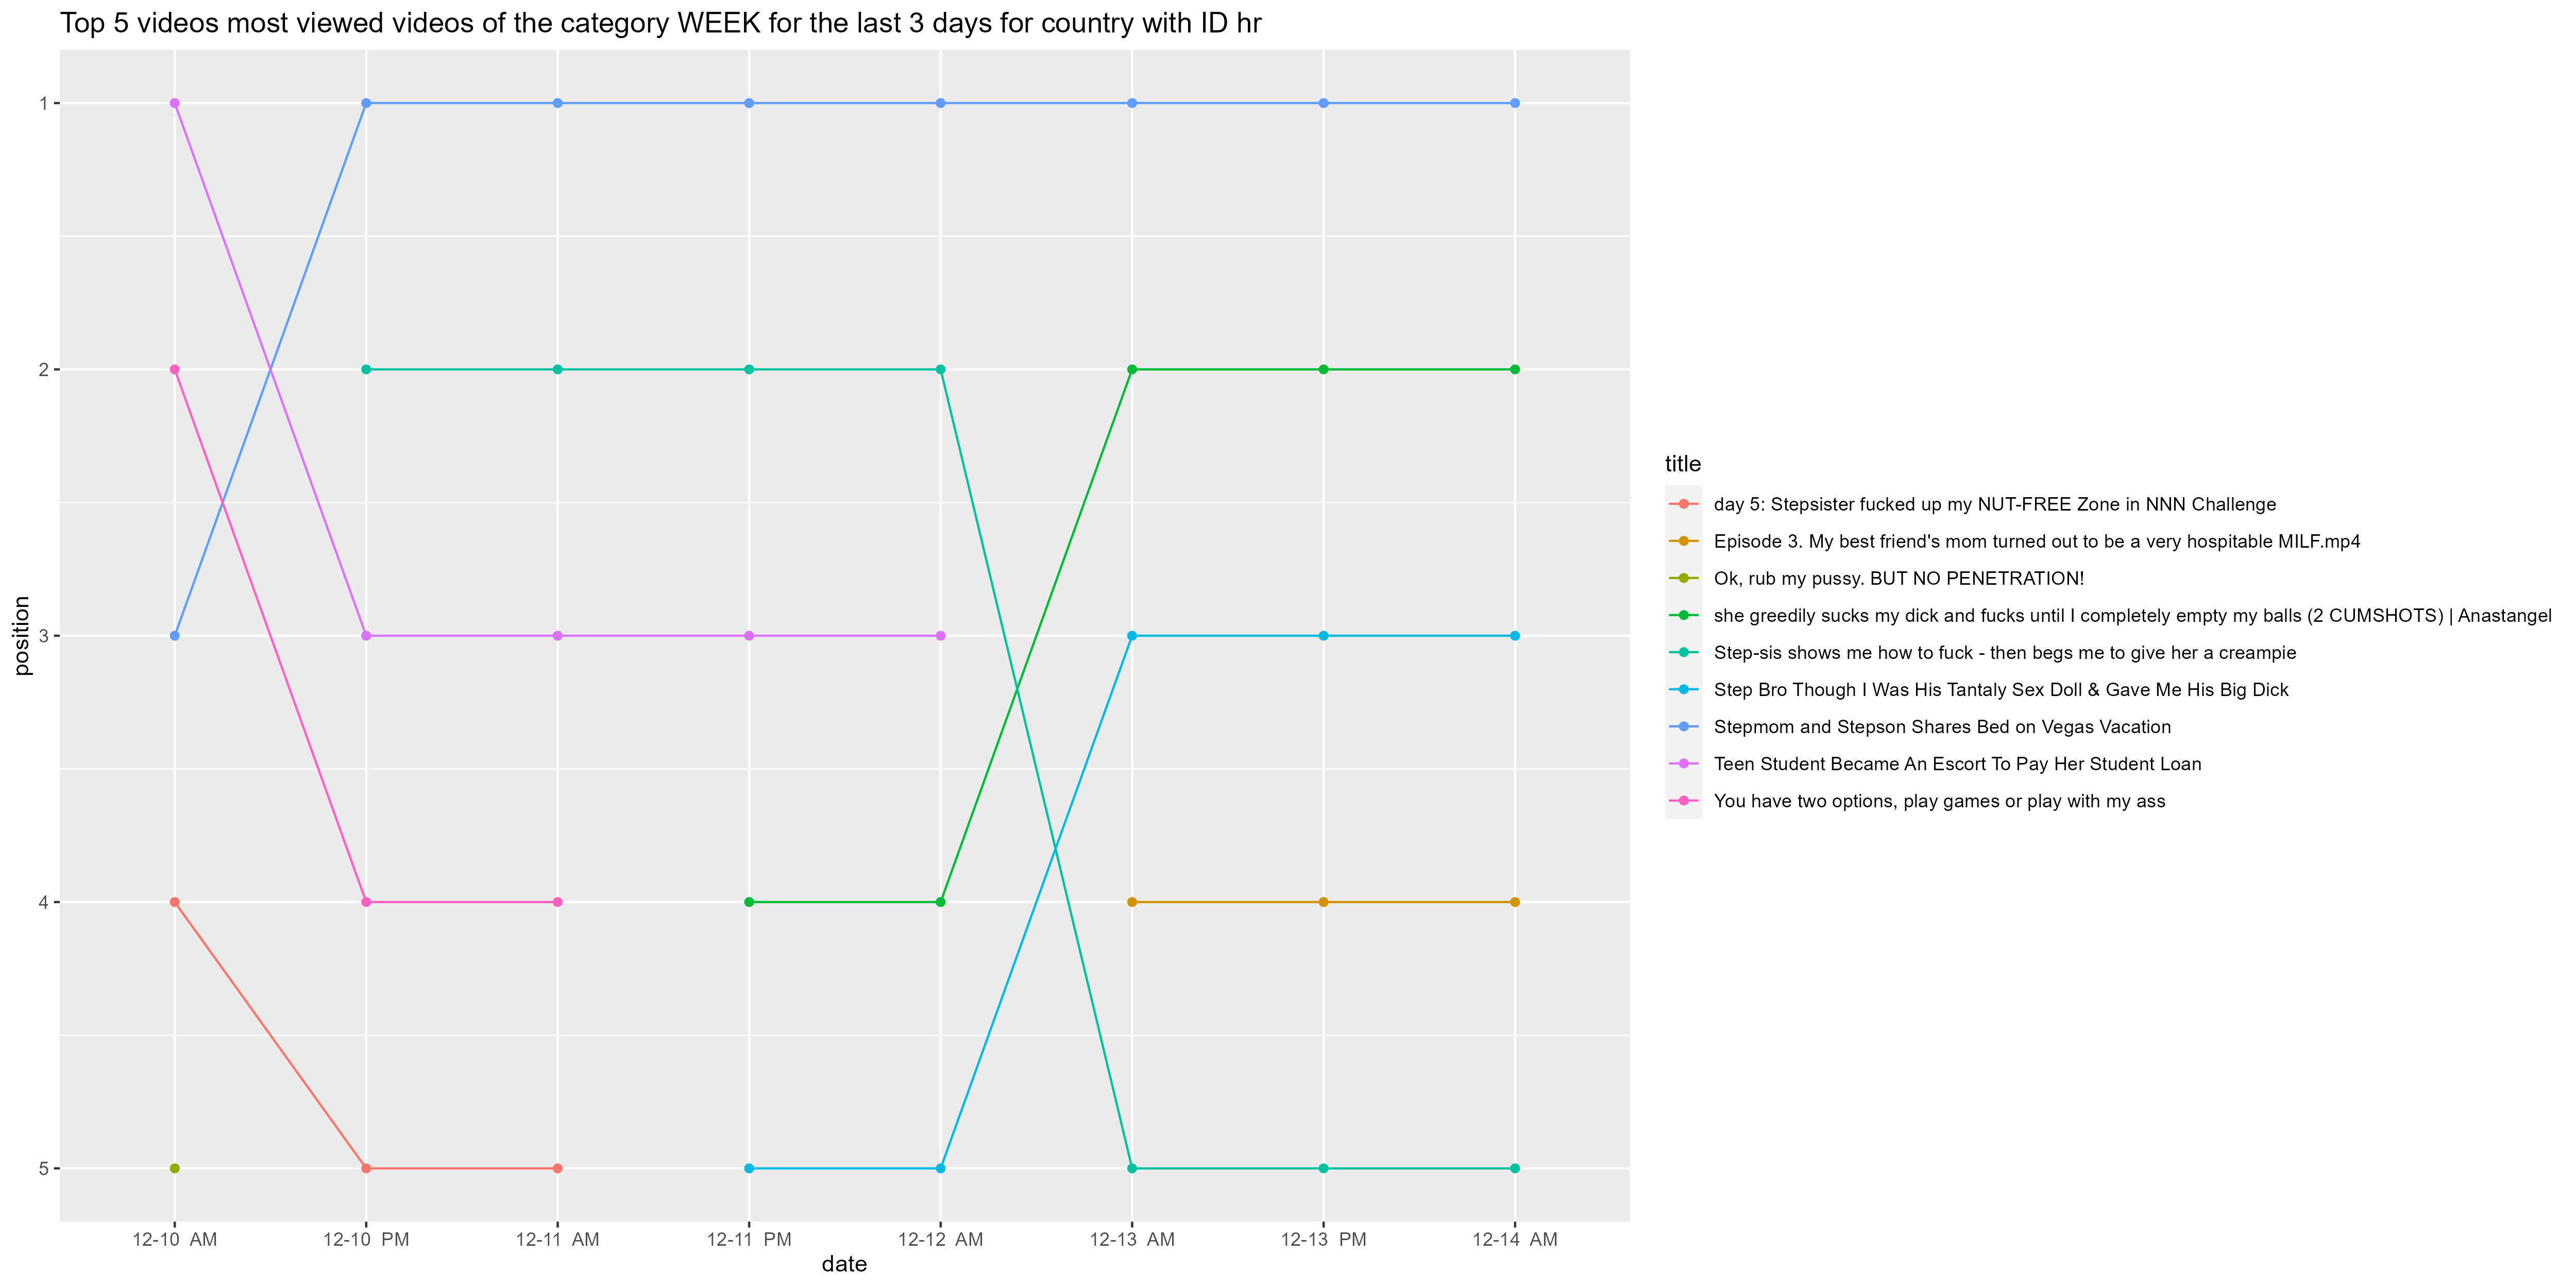 Top 5 videos most viewed videos of the category WEEK for the last 3 days for country with ID hr
position
1
2
3
4
5
12-10 AM
12-10 PM
12-11 AM
12-11 PM
12-12 AM
12-13 AM
12-13 PM
12-14 AM
date
title
day 5: Stepsister fucked up my NUT-FREE Zone in NNN Challenge
Episode 3. My best friend's mom turned out to be a very hospitable MILF.mp4
Ok, rub my pussy. BUT NO PENETRATION!
she greedily sucks my dick and fucks until I completely empty my balls (2 CUMSHOTS) | Anastangel
Step-sis shows me how to fuck - then begs me to give her a creampie
Step Bro Though I Was His Tantaly Sex Doll & Gave Me His Big Dick
Stepmom and Stepson Shares Bed on Vegas Vacation
Teen Student Became An Escort To Pay Her Student Loan
You have two options, play games or play with my ass